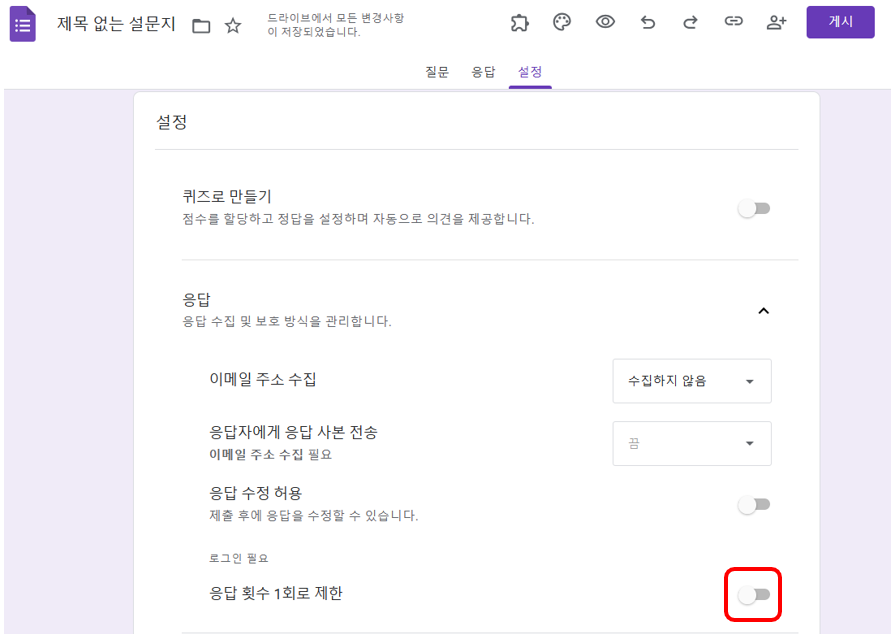 제목 없는 설문지
드라이브에서 모든 변경사항
이 저장되었습니다.
게시
질문 응답 설정
설정
퀴즈로 만들기
점수를 할당하고 정답을 설정하며 자동으로 의견을 제공합니다.
응답
응답 수집 및 보호 방식을 관리합니다.
이메일 주소 수집
수집하지 않음
응답자에게 응답 사본 전송
이메일 주소 수집 필요
끔
응답 수정 허용
제출 후에 응답을 수정할 수 있습니다.
로그인 필요
응답 횟수 1회로 제한